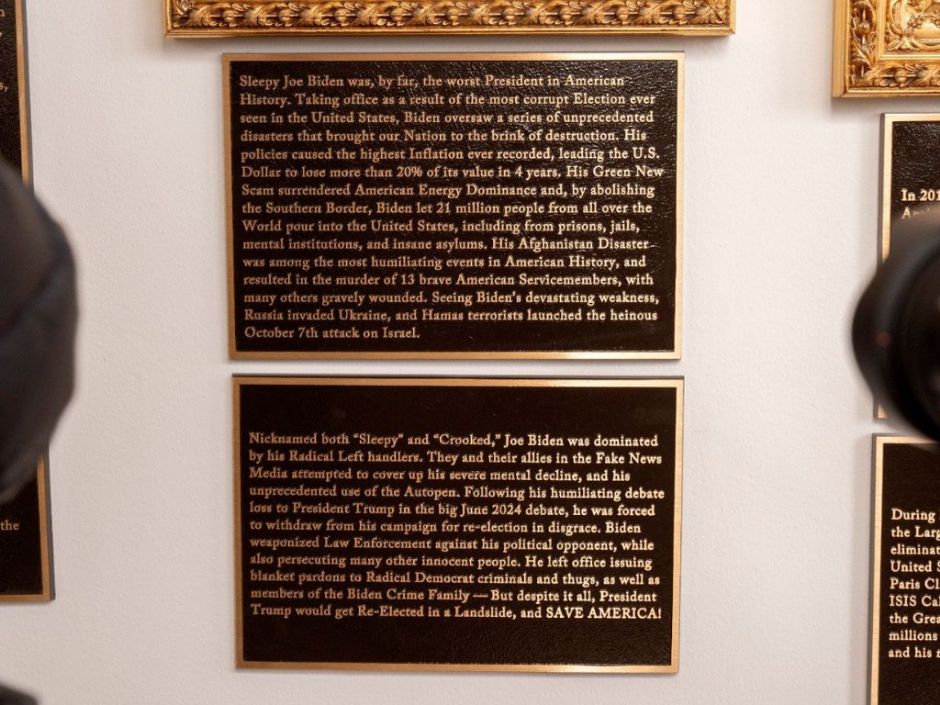 Sleepy Joe Biden was, by far, the worst President in American
History. Taking office as a result of the most corrupt Election ever
seen in the United States, Biden oversaw a series of unprecedented
disasters that brought our Nation to the brink of destruction. His
policies caused the highest Inflation ever recorded, leading the U.S.
Dollar to lose more than 20% of its value in 4 years. His Green New
Scam surrendered American Energy Dominance and, by abolishing
the Southern Border, Biden let 21 million people from all over the
World pour into the United States, including from prisons, jails,
mental institutions, and insane asylums. His Afghanistan Disaster
was among the most humiliating events in American History, and
resulted in the murder of 13 brave American Servicemembers, with
many others gravely wounded. Seeing Biden's devastating weakness,
Russia invaded Ukraine, and Hamas terrorists launched the heinous
October 7th attack on Israel.
Nicknamed both “Sleepy” and “Crooked,” Joe Biden was dominated
by his Radical Left handlers. They and their allies in the Fake News
Media attempted to cover up his severe mental decline, and his
unprecedented use of the Autopen. Following his humiliating debate
loss to President Trump in the big June 2024 debate, he was forced
to withdraw from his campaign for re-election in disgrace. Biden
weaponized Law Enforcement against his political opponent, while
also persecuting many other innocent people. He left office issuing
blanket pardons to Radical Democrat criminals and thugs, as well as
members of the Biden Crime Family — But despite it all, President
Trump would get Re-Elected in a Landslide, and SAVE AMERICA!
the
In 201
During
the Larg
eliminat
United S
Paris Cl
ISIS Cal
the Grea
millions
and his r